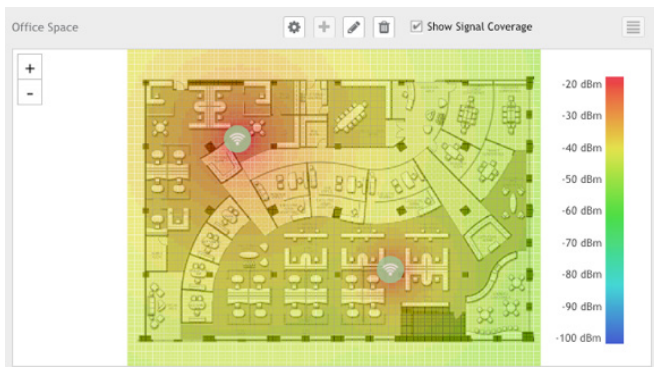 Office Space
Show Signal Coverage
+
-
-20 dBm
-30 dBm
-40 dBm
-50 dBm
-60 dBm
-70 dBm
-80 dBm
-90 dBm
-100 dBm